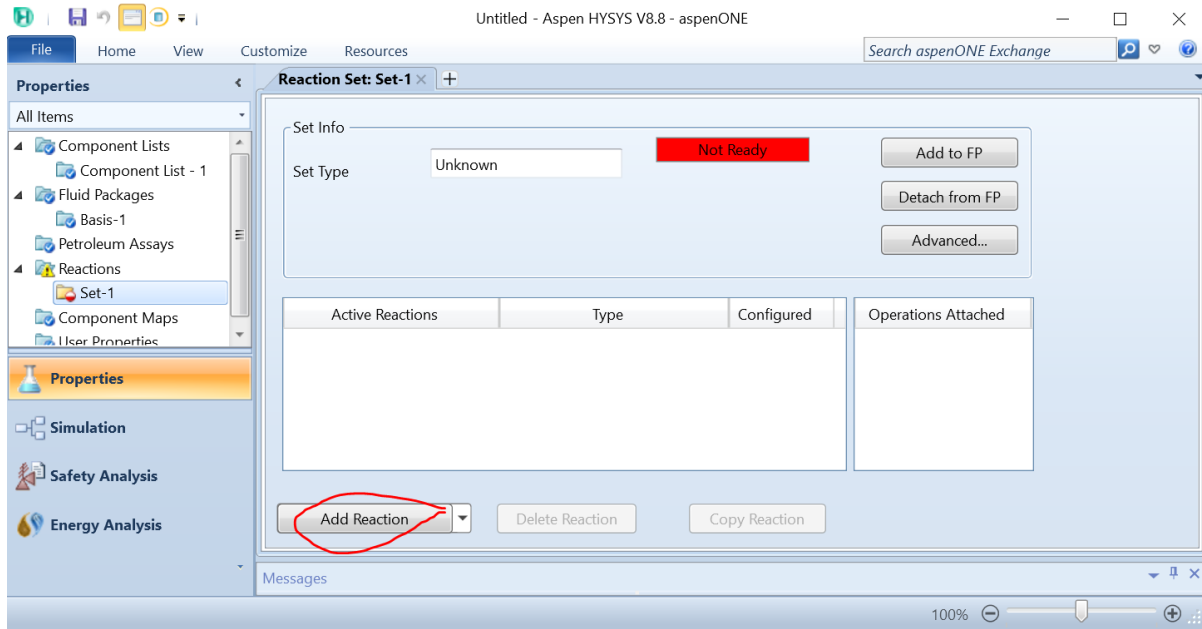 Untitled - Aspen HYSYS V8.8 - aspenONE
File Home View Customize Resources Search aspenONE Exchange
Properties
All Items
Component Lists
Component List - 1
Fluid Packages
Basis-1
Petroleum Assays
Reactions
Set-1
Component Maps
User Properties
Properties
Simulation
Safety Analysis
Energy Analysis
Reaction Set: Set-1
Set Info
Set Type Unknown
Not Ready
Add to FP
Detach from FP
Advanced...
Active Reactions Type Configured Operations Attached
Add Reaction Delete Reaction Copy Reaction
Messages
100%